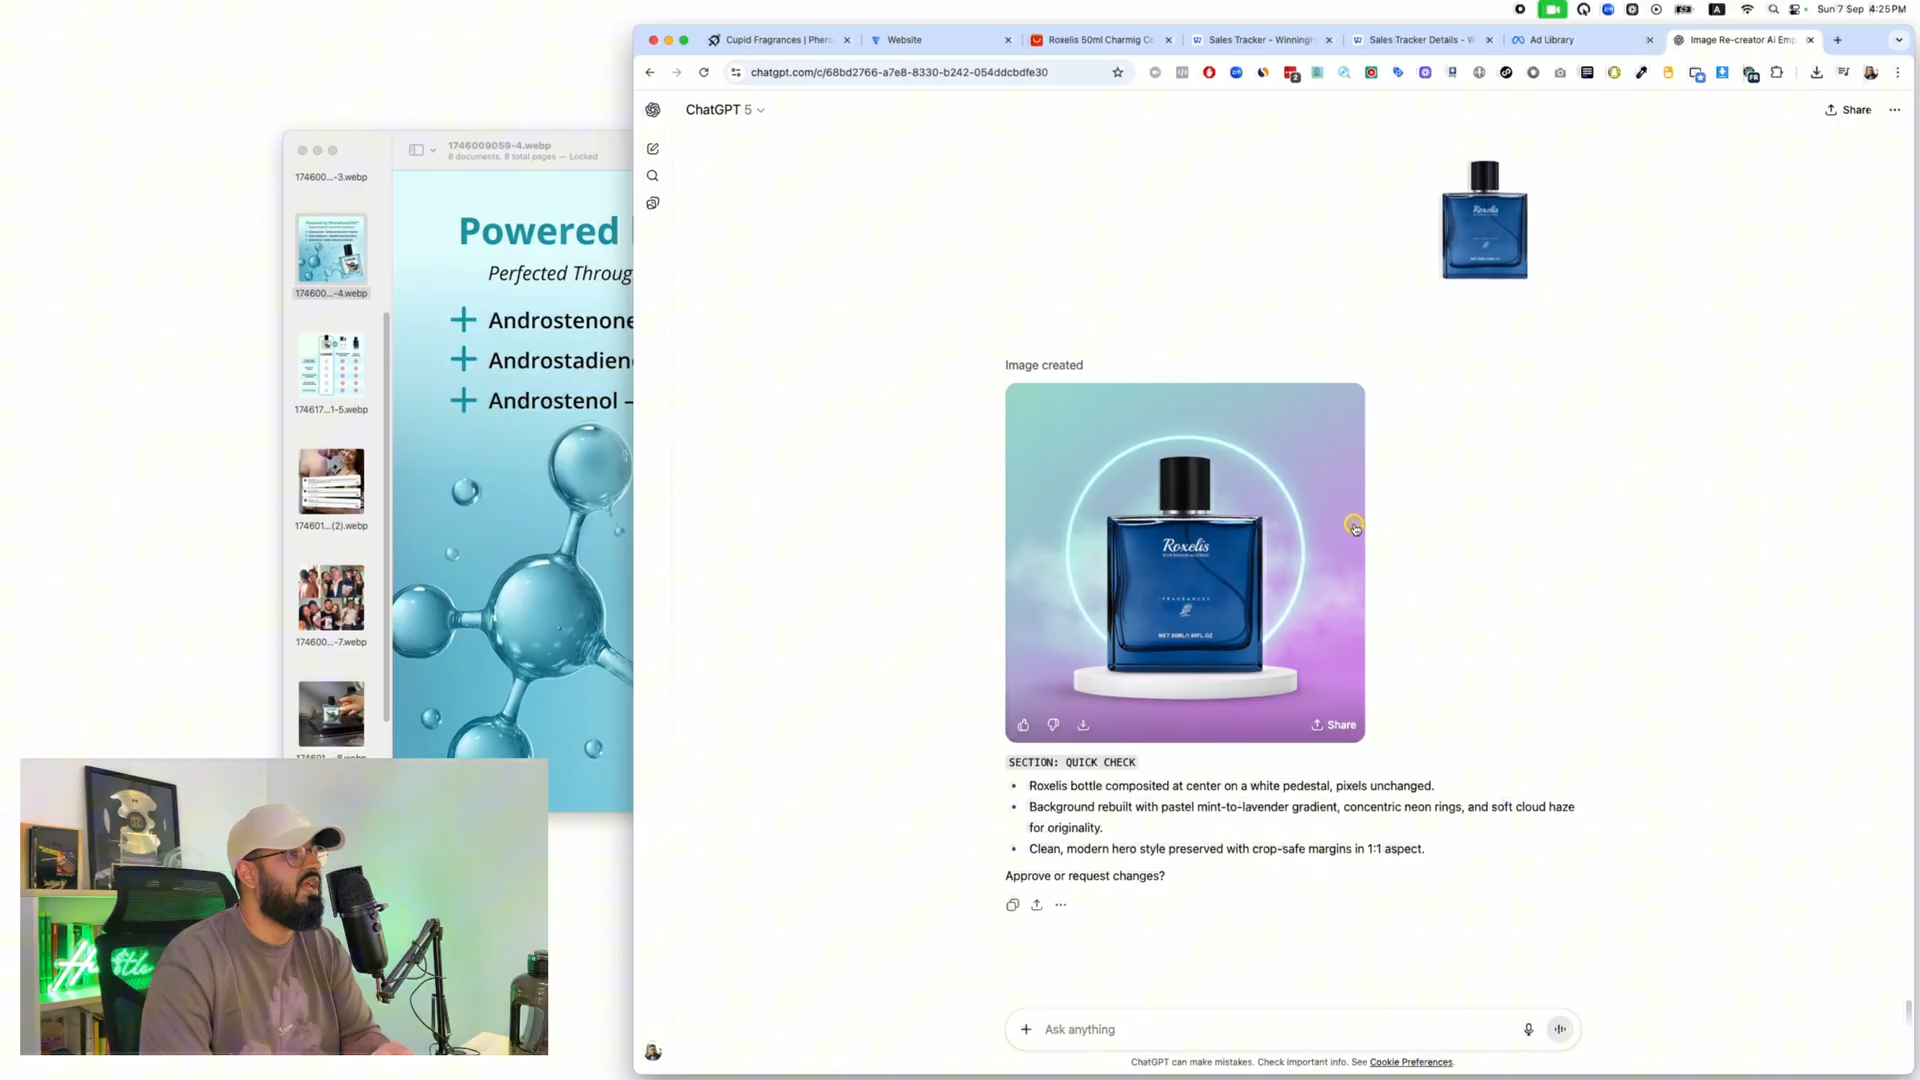 Sun 7 Sep 4:25 PM
Cupid Fragrances | Phero
Website
Roxelis 50ml Charmig Co
Sales Tracker - WinningH
Sales Tracker Details - W
Ad Library
Image Re-creator Ai Emp
chatgpt.com/c/68bd2766-a7e8-8330-b242-054ddcbdfe30
ChatGPT 5
Share
1746009059-4.webp
8 documents, 8 total pages — Locked
174600...-3.webp
174600...-4.webp
174617...1-5.webp
174601...(2).webp
174600...-7.webp
Powered
Perfected Throug
Androstenone
Androstadien
Androstenol –
Roxelis
Image created
Roxelis
FRAGRANCES
NET 50ML/1.69FL.OZ
Share
SECTION: QUICK CHECK
• Roxelis bottle composited at center on a white pedestal, pixels unchanged.
• Background rebuilt with pastel mint-to-lavender gradient, concentric neon rings, and soft cloud haze
for originality.
• Clean, modern hero style preserved with crop-safe margins in 1:1 aspect.
Approve or request changes?
Ask anything
ChatGPT can make mistakes. Check important info. See Cookie Preferences.